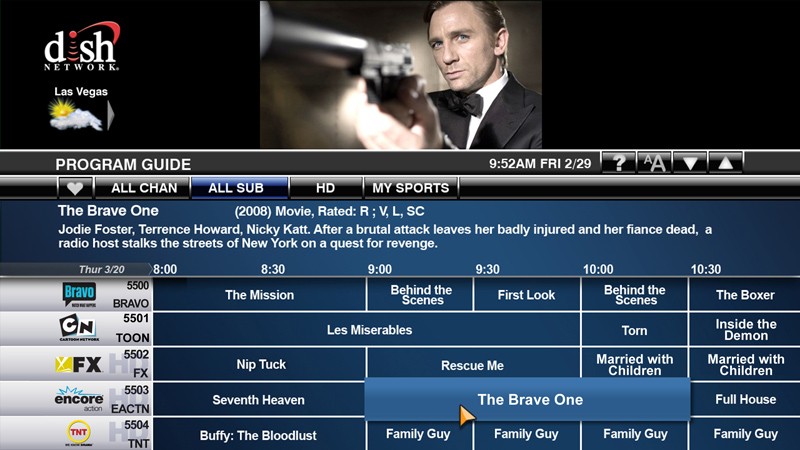 dish
NETWORK
Las Vegas
PROGRAM GUIDE
9:52AM FRI 2/29
?
AA
ALL CHAN
ALL SUB
HD
MY SPORTS
The Brave One
(2008) Movie, Rated: R ; V, L, SC
Jodie Foster, Terrence Howard, Nicky Katt. After a brutal attack leaves her badly injured and her fiance dead, a
radio host stalks the streets of New York on a quest for revenge.
Thur 3/20
8:00
8:30
9:00
9:30
10:00
10:30
Bravo
5500
BRAVO
The Mission
Behind the
Scenes
First Look
Behind the
Scenes
The Boxer
CN
CARTOON NETWORK
5501
TOON
Les Miserables
Torn
Inside the
Demon
FX
HD
5502
FX
Nip Tuck
Rescue Me
Married with
Children
Married with
Children
encore
action
5503
EACTN
Seventh Heaven
The Brave One
Full House
TNT
HD
5504
TNT
Buffy: The Bloodlust
Family Guy
Family Guy
Family Guy
Family Guy